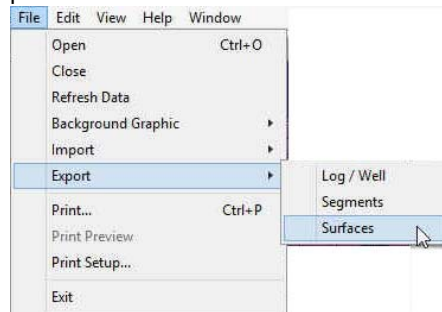 File Edit View Help Window
Open Ctrl+O
Close
Refresh Data
Background Graphic
Import
Export
Log / Well
Segments
Print... Ctrl+P
Surfaces
Print Preview
Print Setup...
Exit